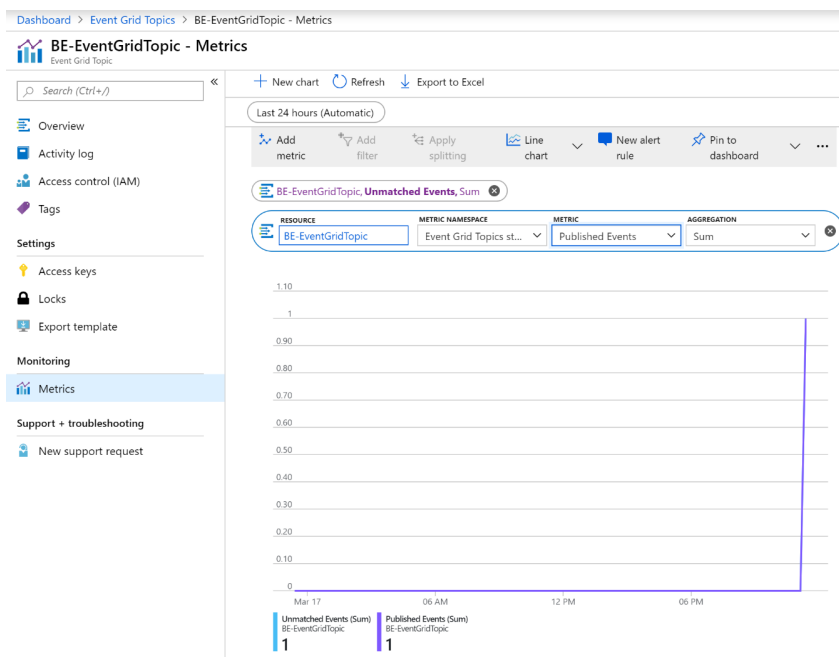 Dashboard > Event Grid Topics > BE-EventGridTopic - Metrics
BE-EventGridTopic - Metrics
Event Grid Topic
Search (Ctrl+/)
«
Overview
Activity log
Access control (IAM)
Tags
Settings
Access keys
Locks
Export template
Monitoring
Metrics
Support + troubleshooting
New support request
New chart Refresh Export to Excel
Last 24 hours (Automatic)
Add metric
Add filter
Apply splitting
Line chart
New alert rule
Pin to dashboard
...
BE-EventGridTopic, Unmatched Events, Sum
RESOURCE METRIC NAMESPACE METRIC AGGREGATION
BE-EventGridTopic Event Grid Topics st... Published Events Sum
1.10
1
0.90
0.80
0.70
0.60
0.50
0.40
0.30
0.20
0.10
0
Mar 17 06 AM 12 PM 06 PM
Unmatched Events (Sum)
BE-EventGridTopic
1
Published Events (Sum)
BE-EventGridTopic
1